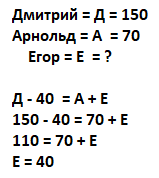 Дмитрий = Д = 150
Арнольд = А = 70
Егор = Е = ?
Д - 40 = А + Е
150 - 40 = 70 + Е
110 = 70 + Е
Е = 40